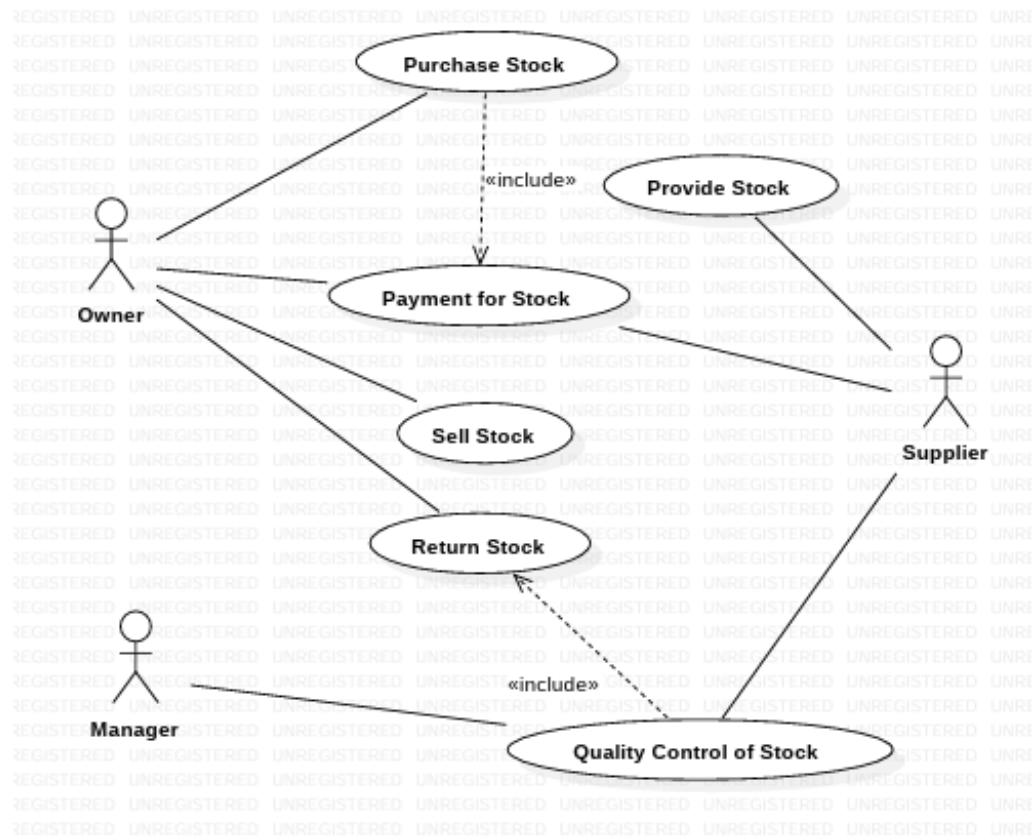 Purchase Stock
«include»
Provide Stock
Owner
Payment for Stock
Sell Stock
Supplier
Return Stock
«include»
Manager
Quality Control of Stock
UNREGISTERED